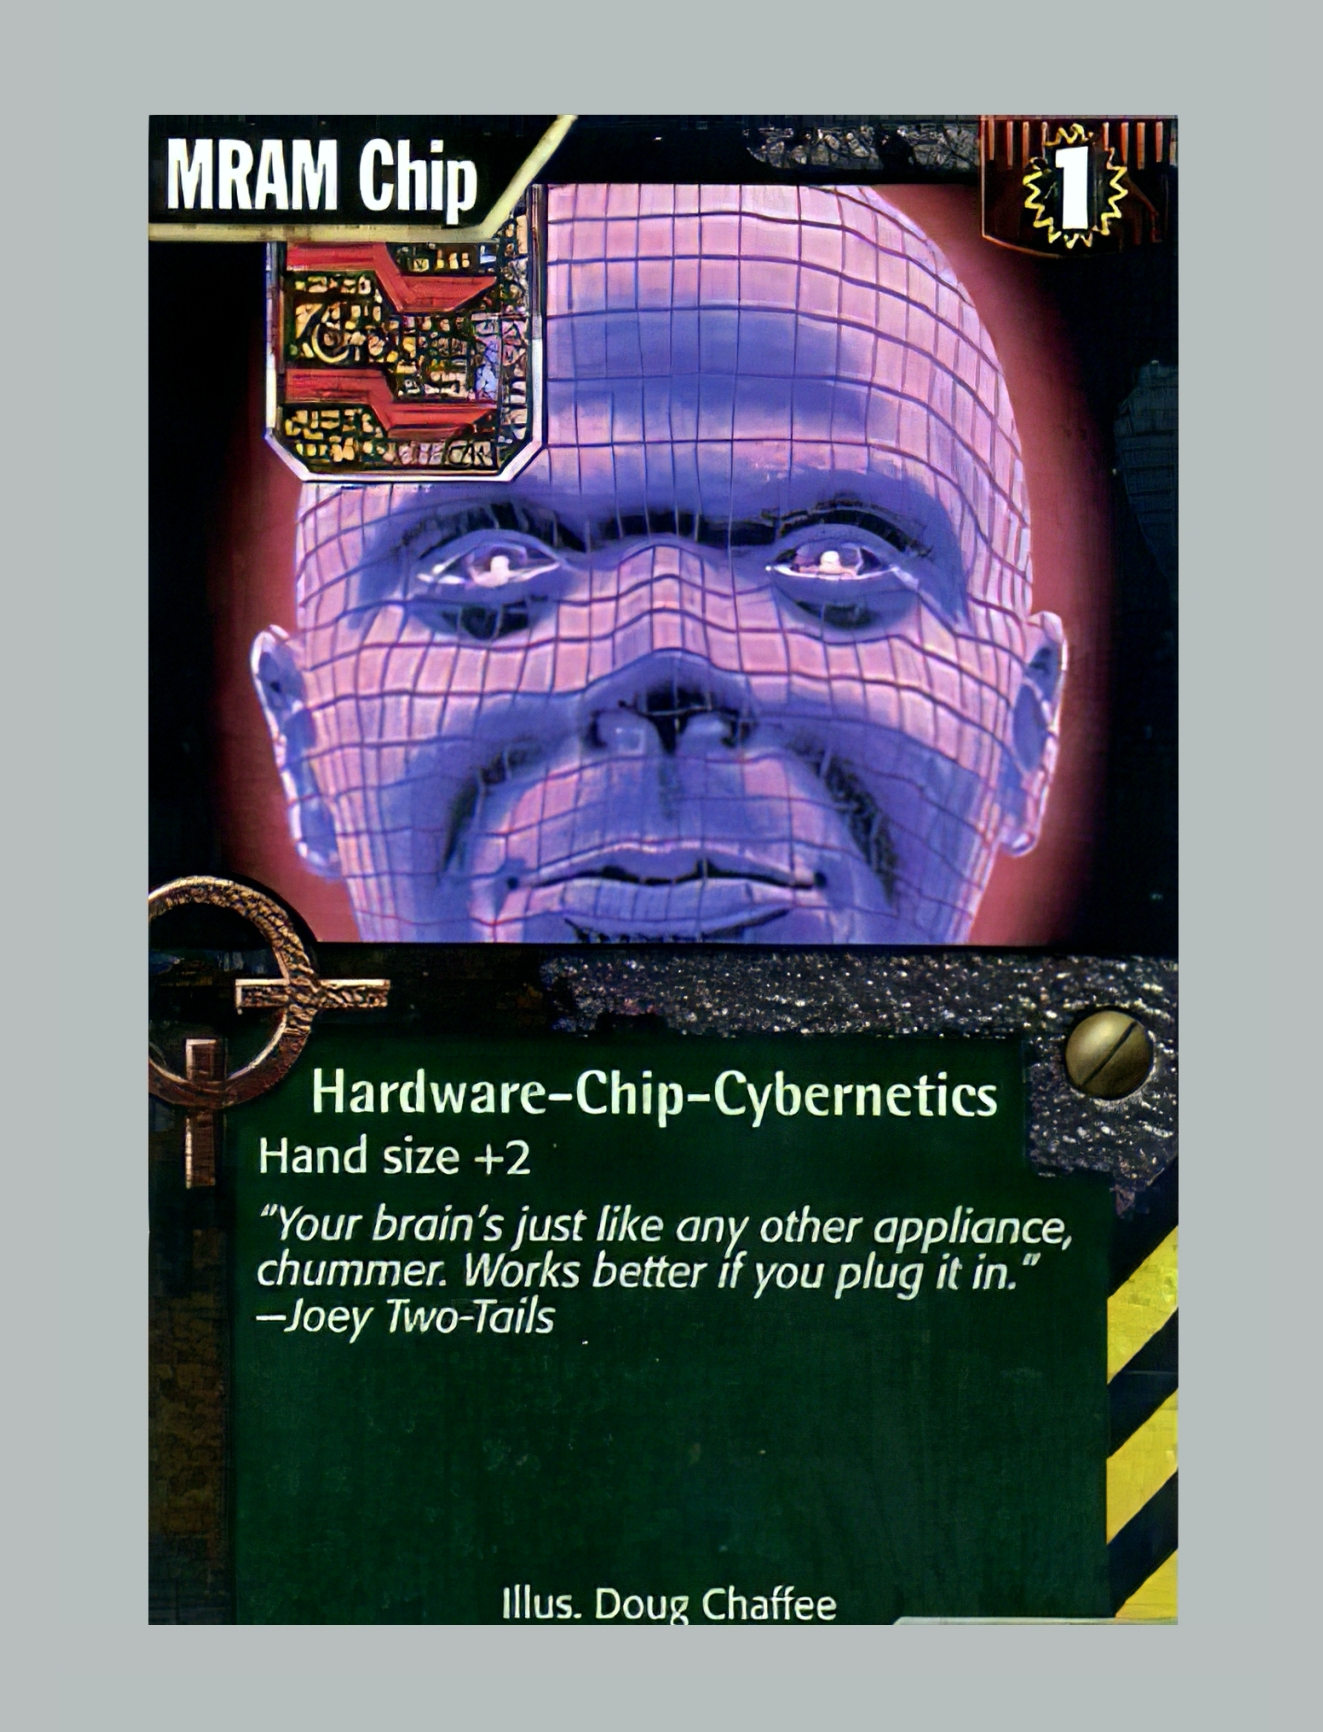 MRAM Chip
1
Hardware-Chip-Cybernetics
Hand size +2
"Your brain's just like any other appliance,
chummer. Works better if you plug it in."
—Joey Two-Tails
Illus. Doug Chaffee